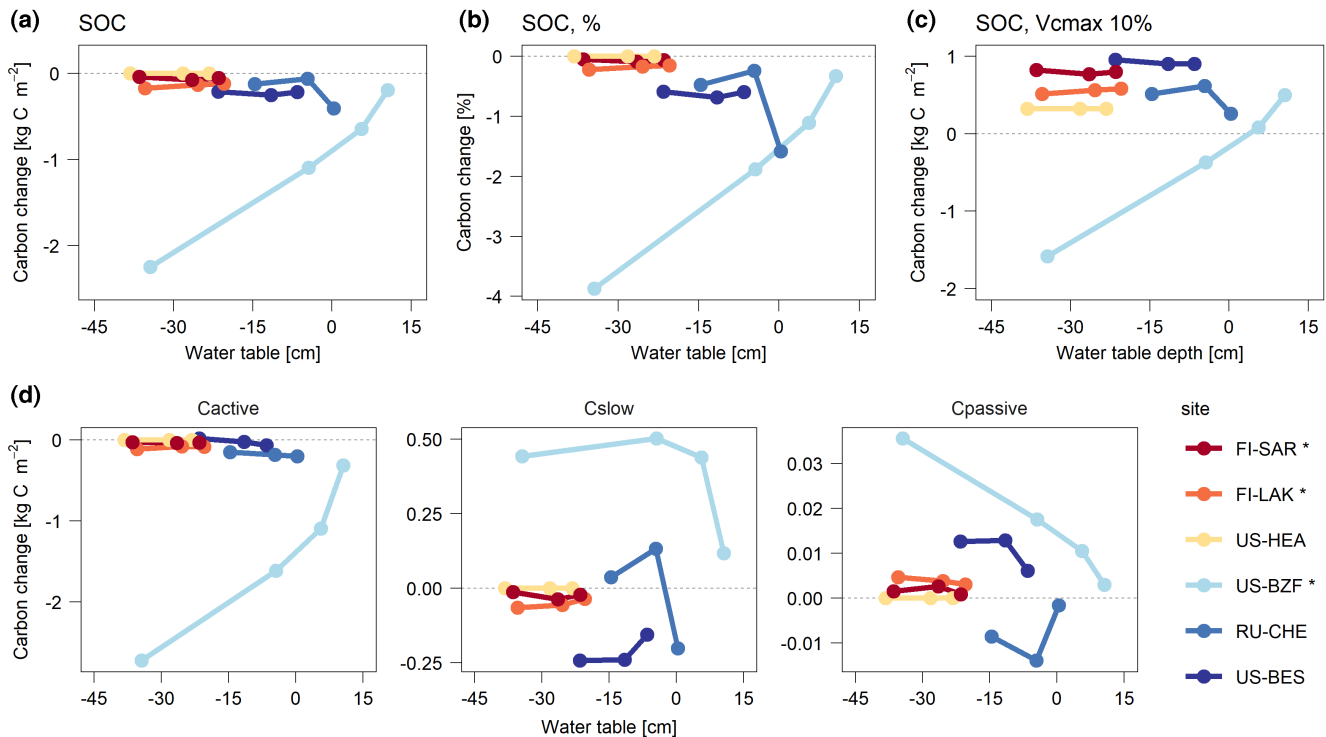 (a) SOC
Carbon change [kg C m⁻²]
0
-1
-2
-45 -30 -15 0 15
Water table [cm]
(b) SOC, %
Carbon change [%]
0
-1
-2
-3
-4
-45 -30 -15 0 15
Water table [cm]
(c) SOC, Vcmax 10%
Carbon change [kg C m⁻²]
1
0
-1
-2
-45 -30 -15 0 15
Water table depth [cm]
(d)
Cactive
Carbon change [kg C m⁻²]
0
-1
-2
-45 -30 -15 0 15
Cslow
0.50
0.25
0.00
-0.25
-45 -30 -15 0 15
Water table [cm]
Cpassive
0.03
0.02
0.01
0.00
-0.01
-45 -30 -15 0 15
site
FI-SAR *
FI-LAK *
US-HEA
US-BZF *
RU-CHE
US-BES